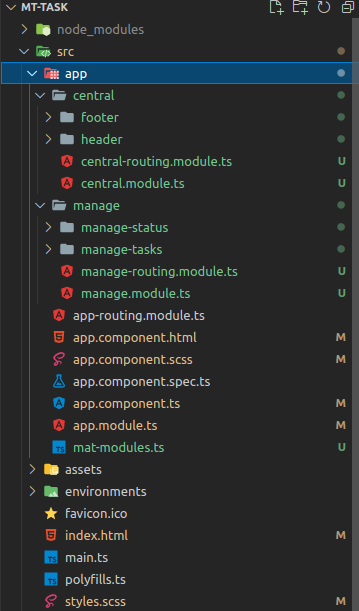 MT-TASK
node_modules
src
app
central
footer
header
central-routing.module.ts U
central.module.ts U
manage
manage-status
manage-tasks
manage-routing.module.ts U
manage.module.ts U
app-routing.module.ts
app.component.html M
app.component.scss M
app.component.spec.ts
app.component.ts M
app.module.ts M
TS mat-modules.ts U
assets
environments
favicon.ico
index.html M
TS main.ts
TS polyfills.ts
styles.scss M